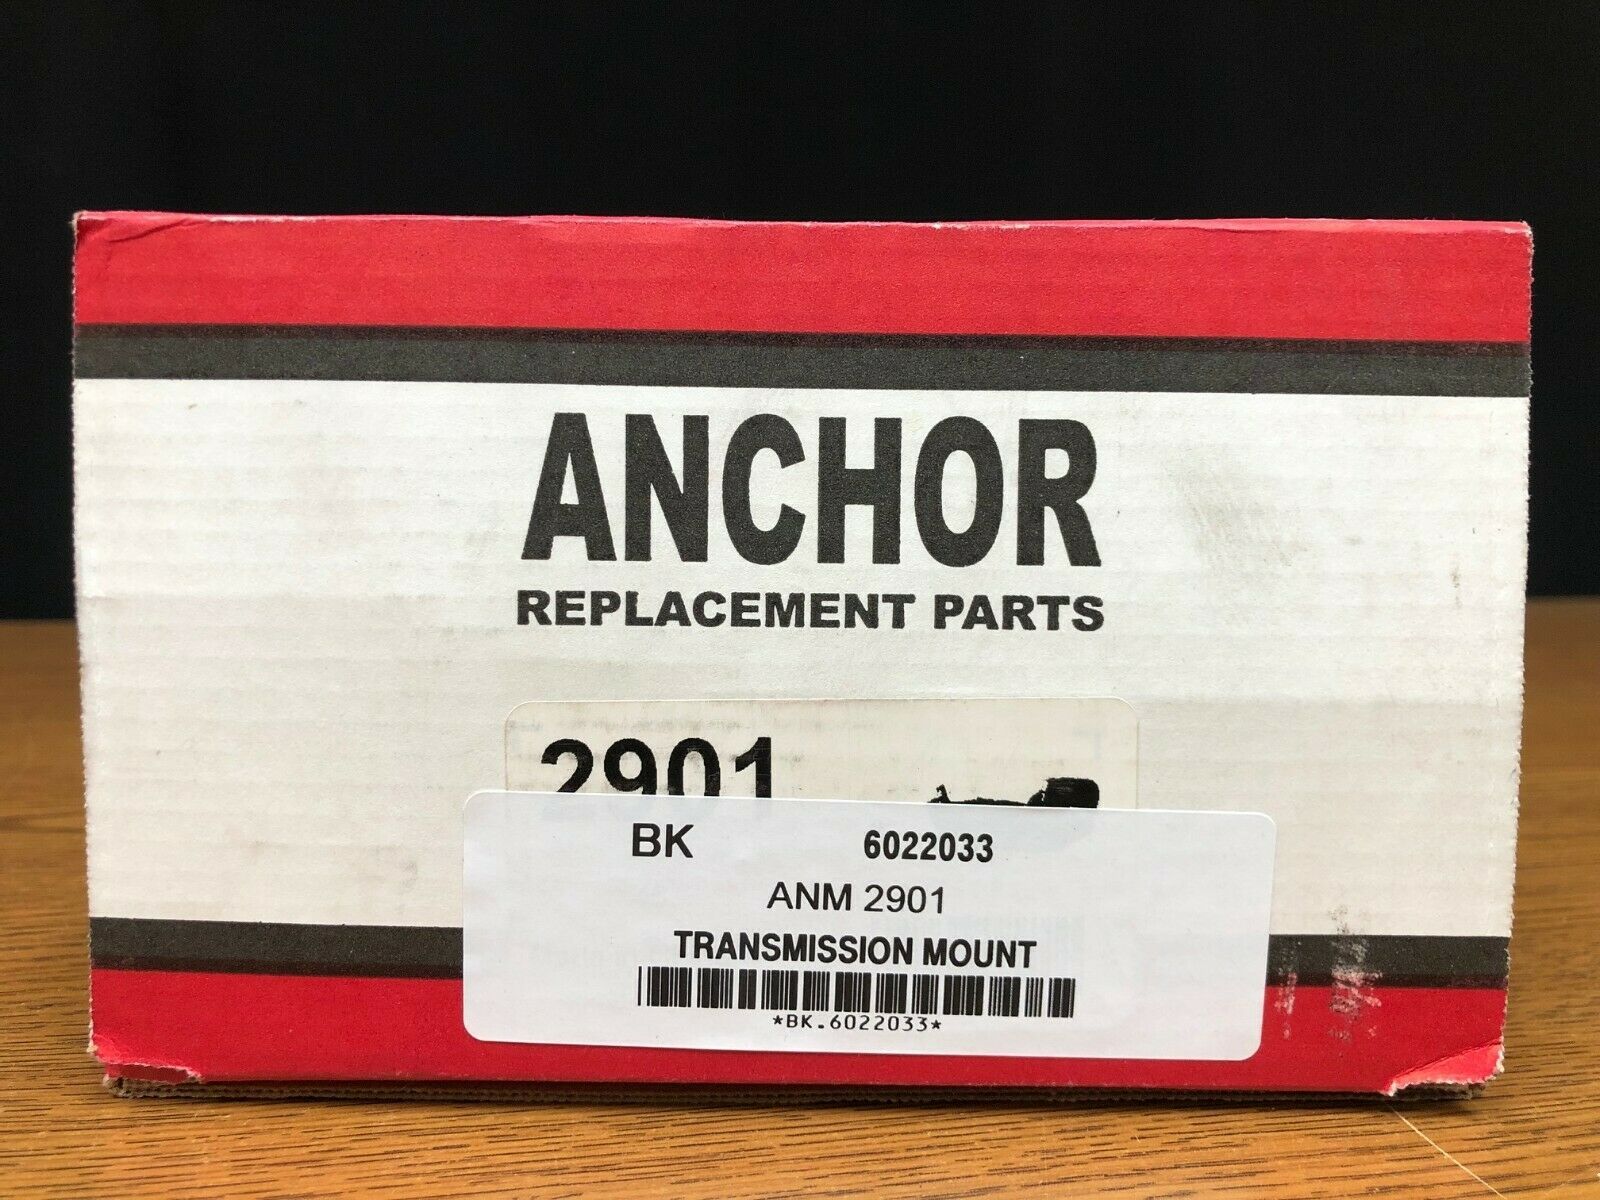 ANCHOR
REPLACEMENT PARTS
2901
BK 6022033
ANM 2901
TRANSMISSION MOUNT
*BK.6022033*